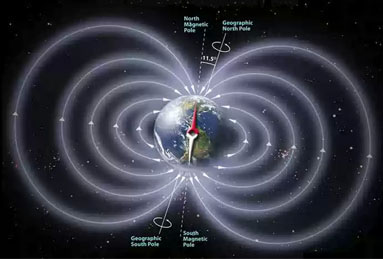 North
Magnetic
Pole
Geographic
North Pole
11.5°
Geographic
South Pole
South
Magnetic
Pole